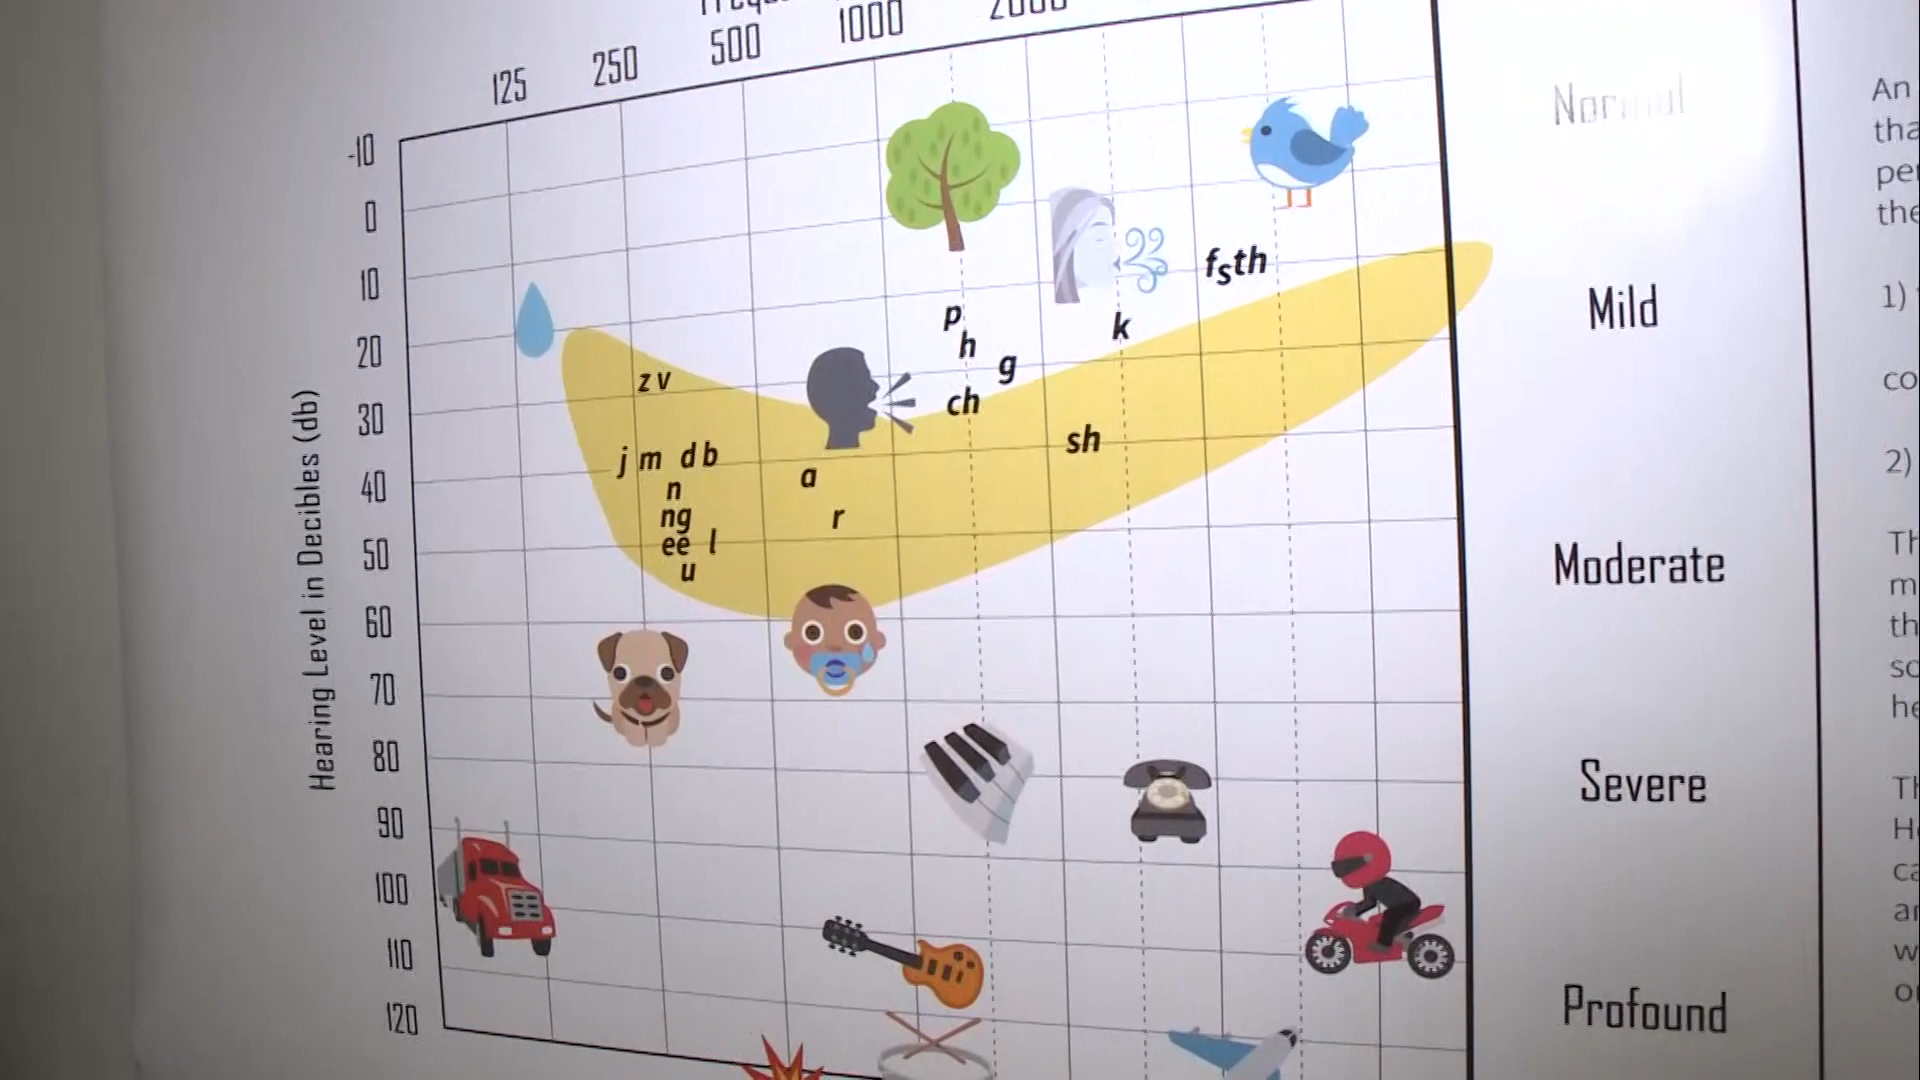 125 250 500 1000 2000
-10
0
10
20
30
40
50
60
70
80
90
100
110
120
Hearing Level in Decibles (db)
f s th
p
h
k
g
z v
ch
sh
j m d b
a
n
ng
r
ee l
u
Normal
Mild
Moderate
Severe
Profound
An
1)
2)